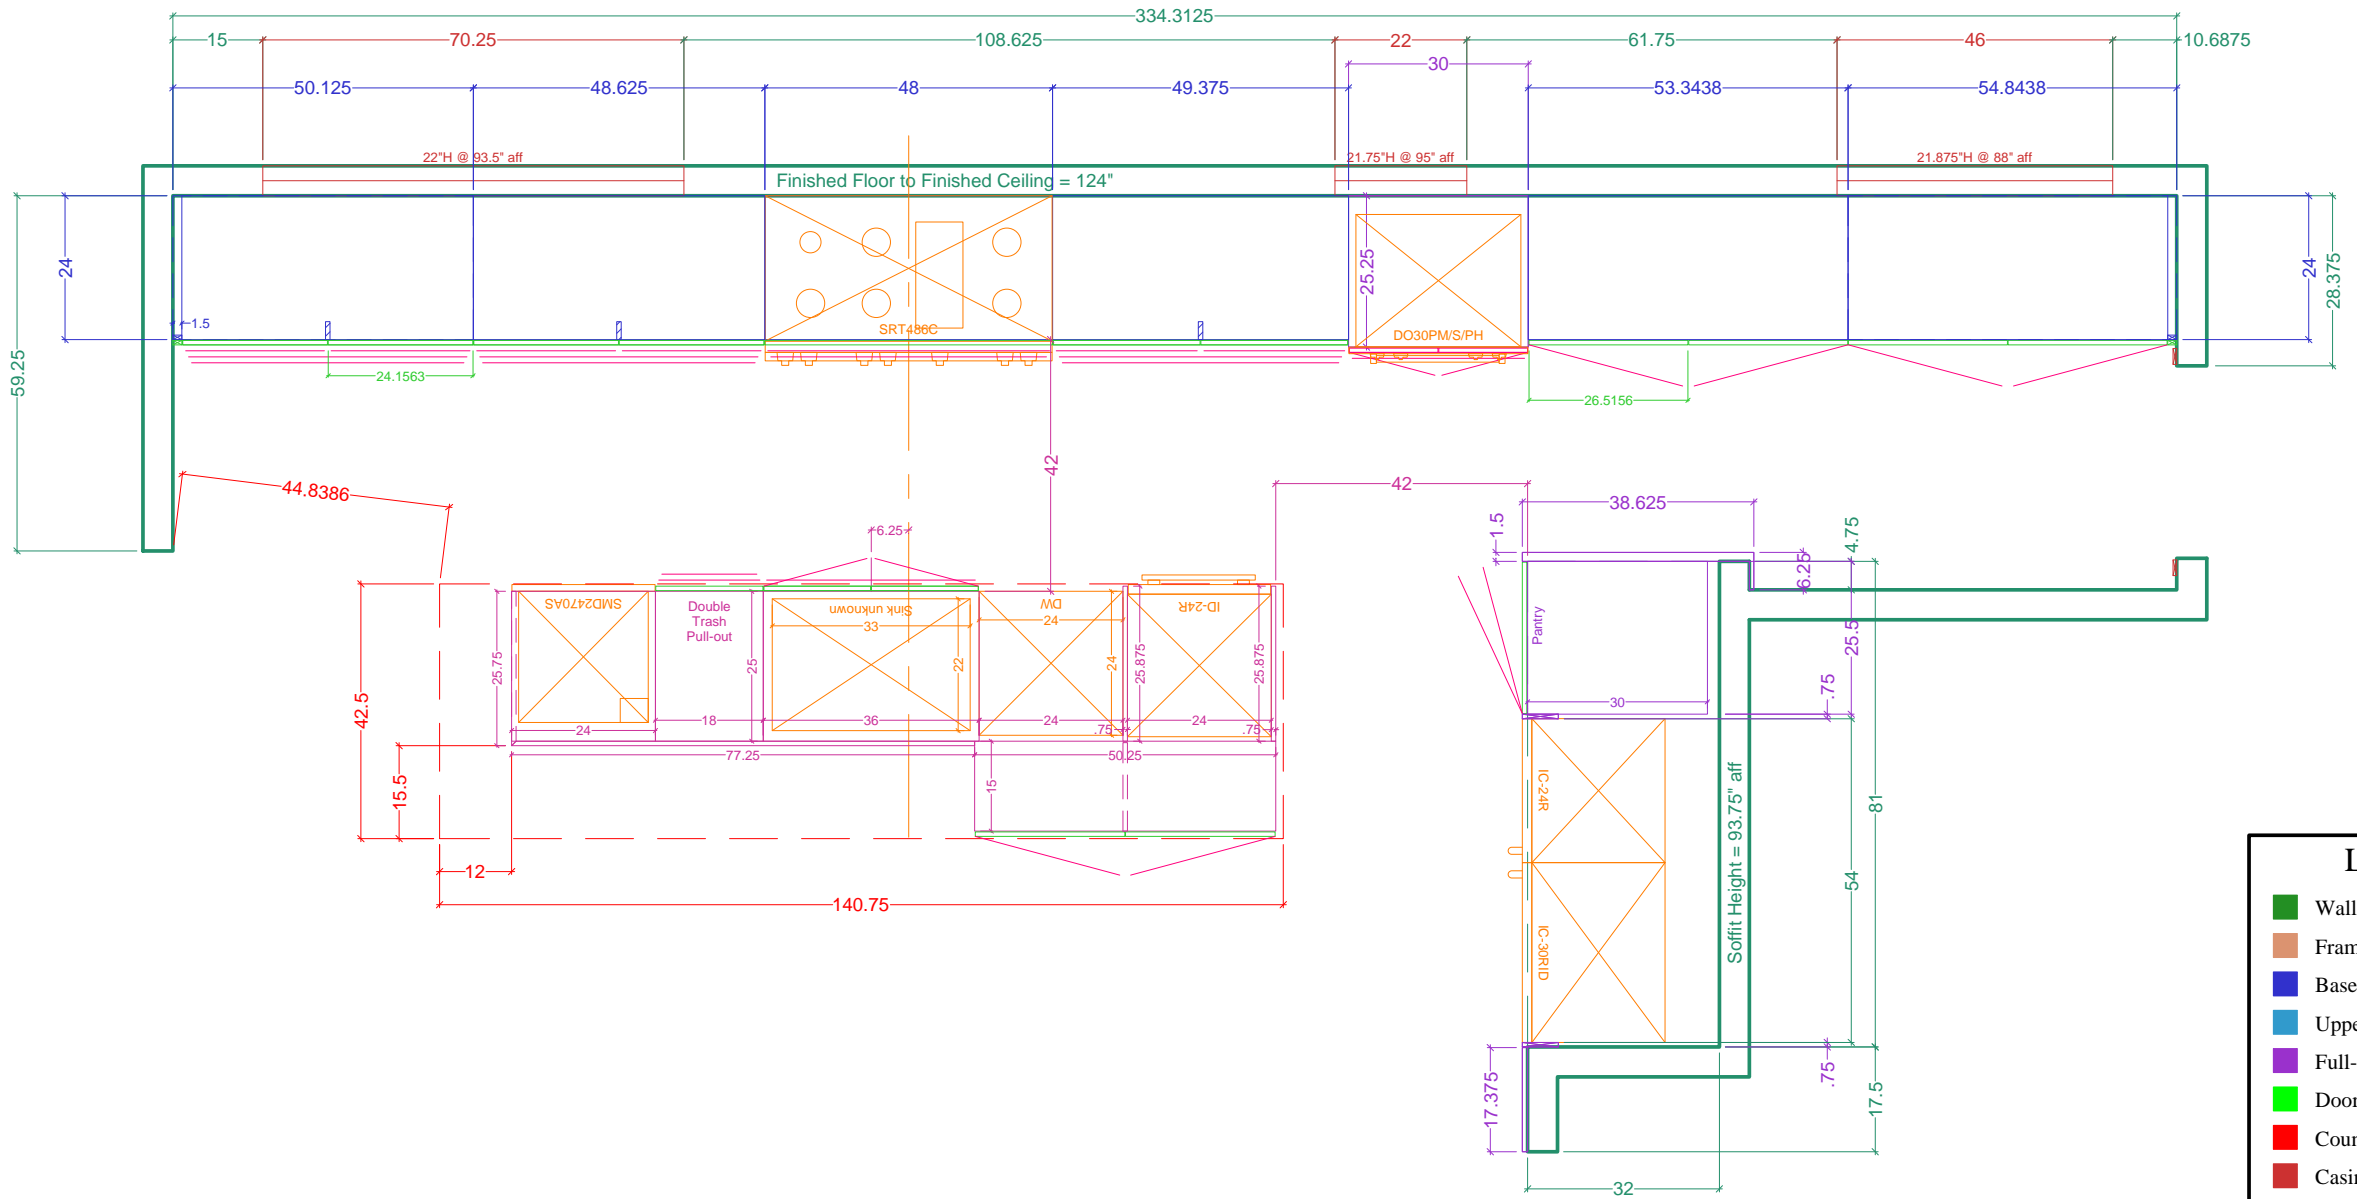 334.3125
15
70.25
108.625
22
61.75
46
10.6875
30
50.125
48.625
48
49.375
53.3438
54.8438
22"H @ 93.5" aff
21.75"H @ 95" aff
21.875"H @ 88" aff
Finished Floor to Finished Ceiling = 124"
59.25
24
25.25
24
28.375
1.5
SRT486C
DO30PM/S/PH
24.1563
26.5156
42
44.8386
42
38.625
1.5
4.75
6.25
6.25
SMD2470AS
Double
Trash
Pull-out
Sink unknown
33
DW
24
ID-24R
Pantry
25.5
42.5
25.75
25
22
24
25.875
25.875
30
.75
24
18
36
24
.75
24
.75
77.25
50.25
15.5
15
IC-24R
Soffit Height = 93.75" aff
81
54
12
140.75
IC-30RID
17.375
.75
17.5
32
L
Wall
Fram
Base
Uppe
Full-
Door
Coun
Casin